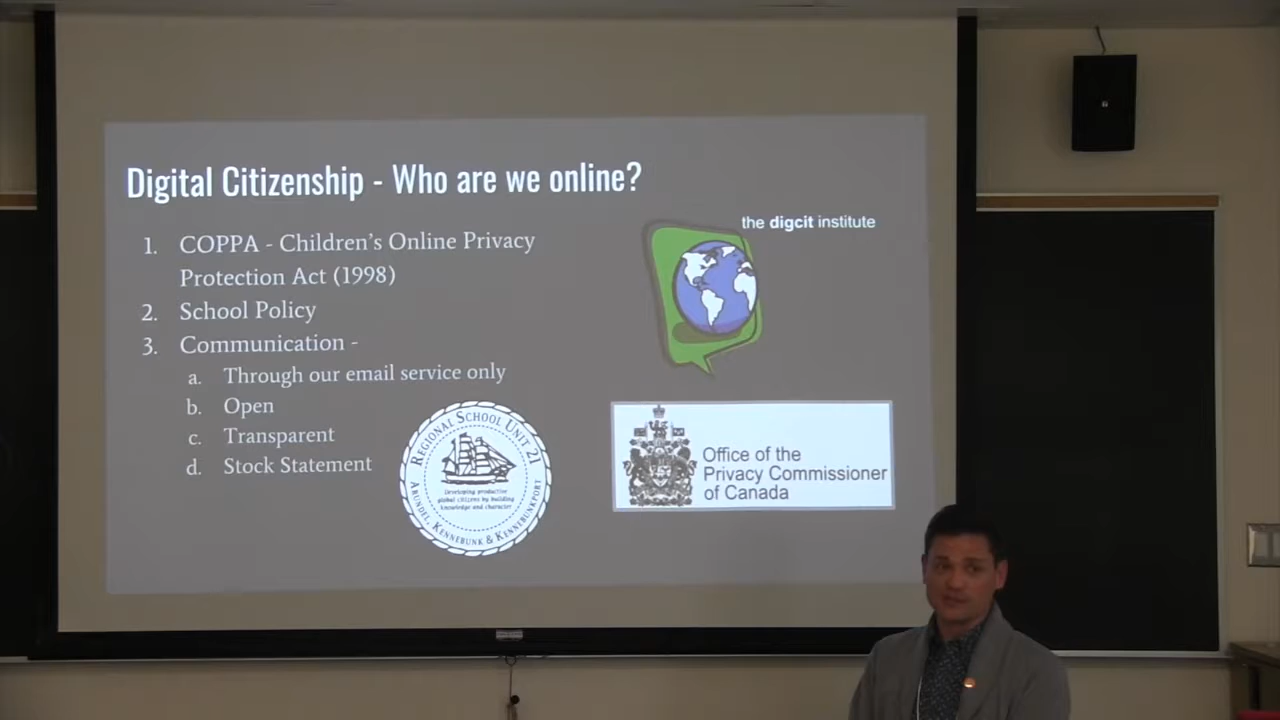 Digital Citizenship - Who are we online?
1. COPPA - Children's Online Privacy
Protection Act (1998)
2. School Policy
3. Communication -
a. Through our email service only
b. Open
c. Transparent
d. Stock Statement
the digcit institute
REGIONAL SCHOOL UNIT 21
Developing productive
global citizens by building
knowledge and character
ARUNDEL, KENNEBUNK & KENNEBUNKPORT
Office of the
Privacy Commissioner
of Canada